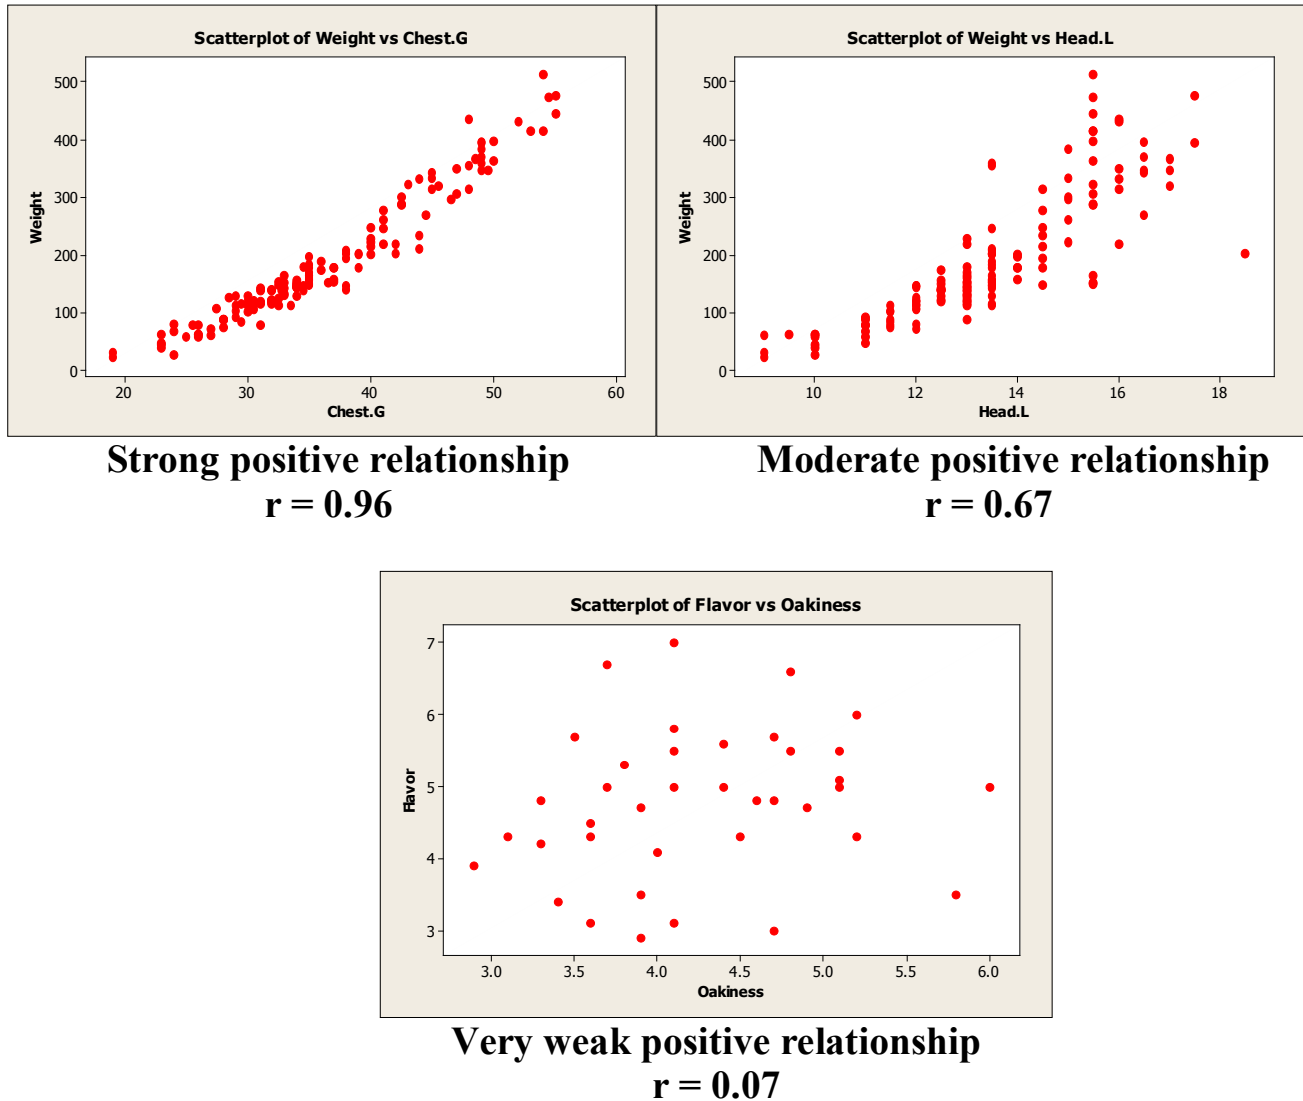 Scatterplot of Weight vs Chest.G
500
400
300
200
100
0
Weight
20 30 40 50 60
Chest.G
Strong positive relationship
r = 0.96
Scatterplot of Weight vs Head.L
500
400
300
200
100
0
Weight
10 12 14 16 18
Head.L
Moderate positive relationship
r = 0.67
Scatterplot of Flavor vs Oakiness
7
6
5
4
3
Flavor
3.0 3.5 4.0 4.5 5.0 5.5 6.0
Oakiness
Very weak positive relationship
r = 0.07